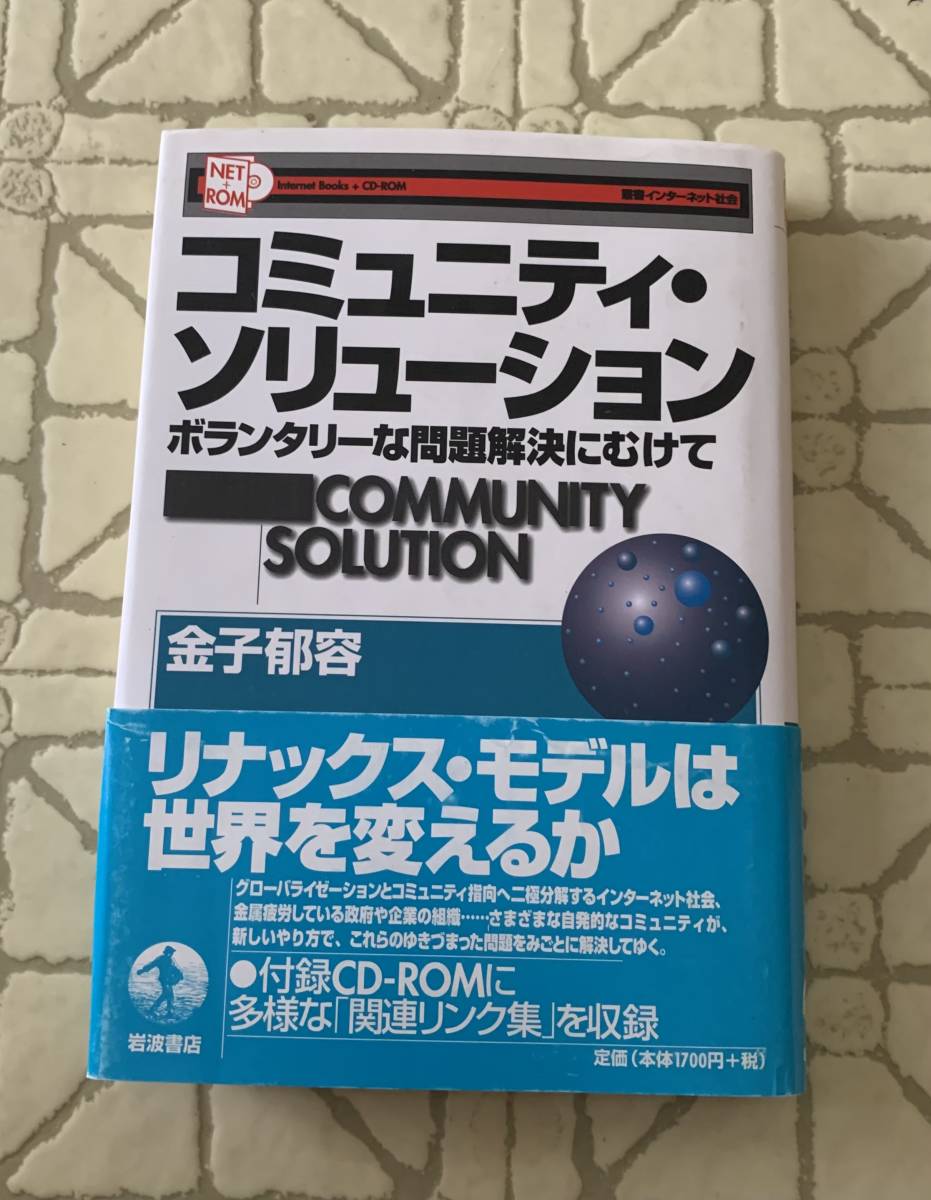 NET
+
ROM
Internet Books + CD-ROM
叢書インターネット社会
コミュニティ・
ソリューション
ボランタリーな問題解決にむけて
COMMUNITY
SOLUTION
金子郁容
リナックス・モデルは
世界を変えるか
グローバライゼーションとコミュニティ指向へ二極分解するインターネット社会、
金属疲労している政府や企業の組織……さまざまな自発的なコミュニティが、
新しいやり方で、これらのゆきづまった問題をみごとに解決してゆく。
●付録CD-ROMに
多様な「関連リンク集」を収録
岩波書店
定価（本体1700円+税）